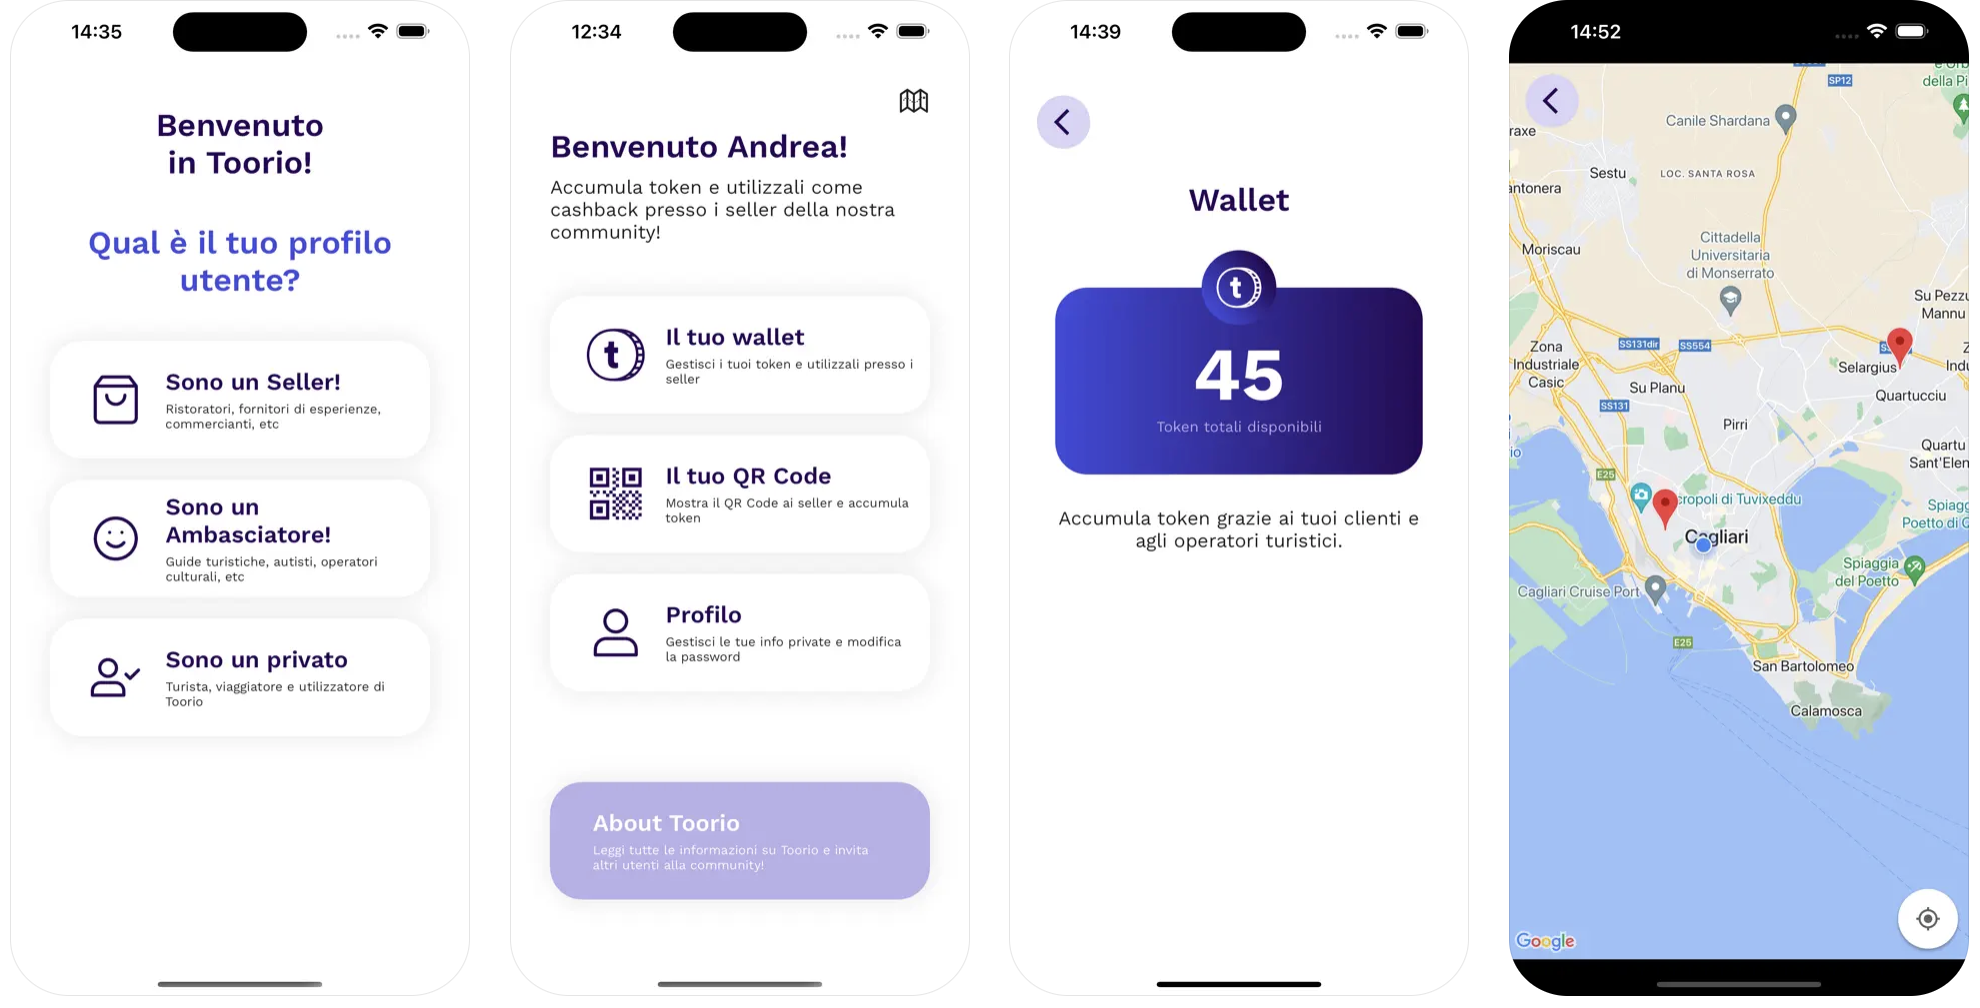 14:35
Benvenuto
in Toorio!
Qual è il tuo profilo
utente?
Sono un Seller!
Ristoratori, fornitori di esperienze,
commercianti, etc
Sono un
Ambasciatore!
Guide turistiche, autisti, operatori
culturali, etc
Sono un privato
Turista, viaggiatore e utilizzatore di
Toorio
12:34
Benvenuto Andrea!
Accumula token e utilizzali come
cashback presso i seller della nostra
community!
t
Il tuo wallet
Gestisci i tuoi token e utilizzali presso i
seller
Il tuo QR Code
Mostra il QR Code ai seller e accumula
token
Profilo
Gestisci le tue info private e modifica
la password
About Toorio
Leggi tutte le informazioni su Toorio e invita
altri utenti alla community!
14:39
Wallet
t
45
Token totali disponibili
Accumula token grazie ai tuoi clienti e
agli operatori turistici.
14:52
della Pi
SP12
Canile Shardana
raxe
Sestu
LOC. SANTA ROSA
antonera
Cittadella
Universitaria
di Monserrato
Moriscau
Su Pezzu
Mannu
Zona
Industriale
Casic
SS131dir
SS554
Selargius
Indu
Su Planu
Quartucciu
SS131
Pirri
Quartu
Sant'Elen
io
E25
cropoli di Tuvixeddu
Spiagg
Poetto di Q
Cagliari
Spiaggia
del Poetto
Cagliari Cruise Port
E25
San Bartolomeo
Calamosca
Google